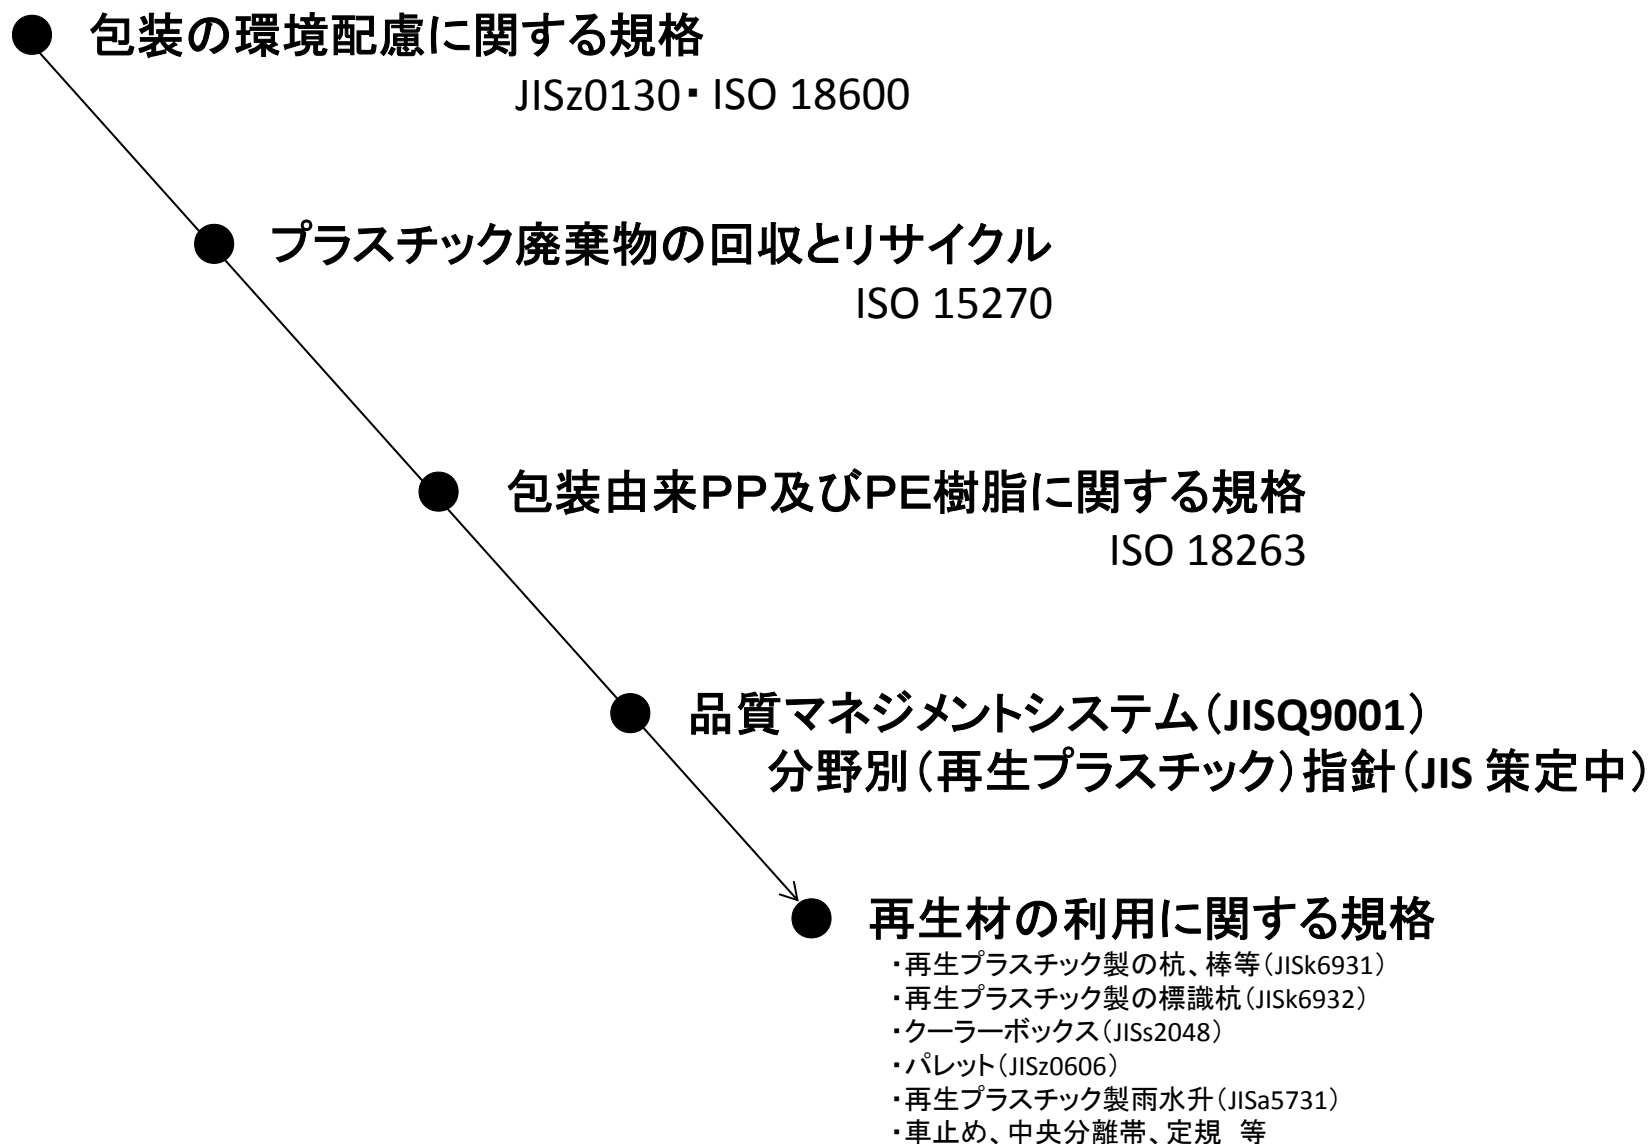 包装の環境配慮に関する規格
JISz0130・ISO 18600
プラスチック廃棄物の回収とリサイクル
ISO 15270
包装由来PP及びPE樹脂に関する規格
ISO 18263
品質マネジメントシステム(JISQ9001)
分野別(再生プラスチック)指針(JIS 策定中)
再生材の利用に関する規格
・再生プラスチック製の杭、棒等(JISk6931)
・再生プラスチック製の標識杭(JISk6932)
・クーラーボックス(JISs2048)
・パレット(JISz0606)
・再生プラスチック製雨水升(JISa5731)
・車止め、中央分離帯、定規 等